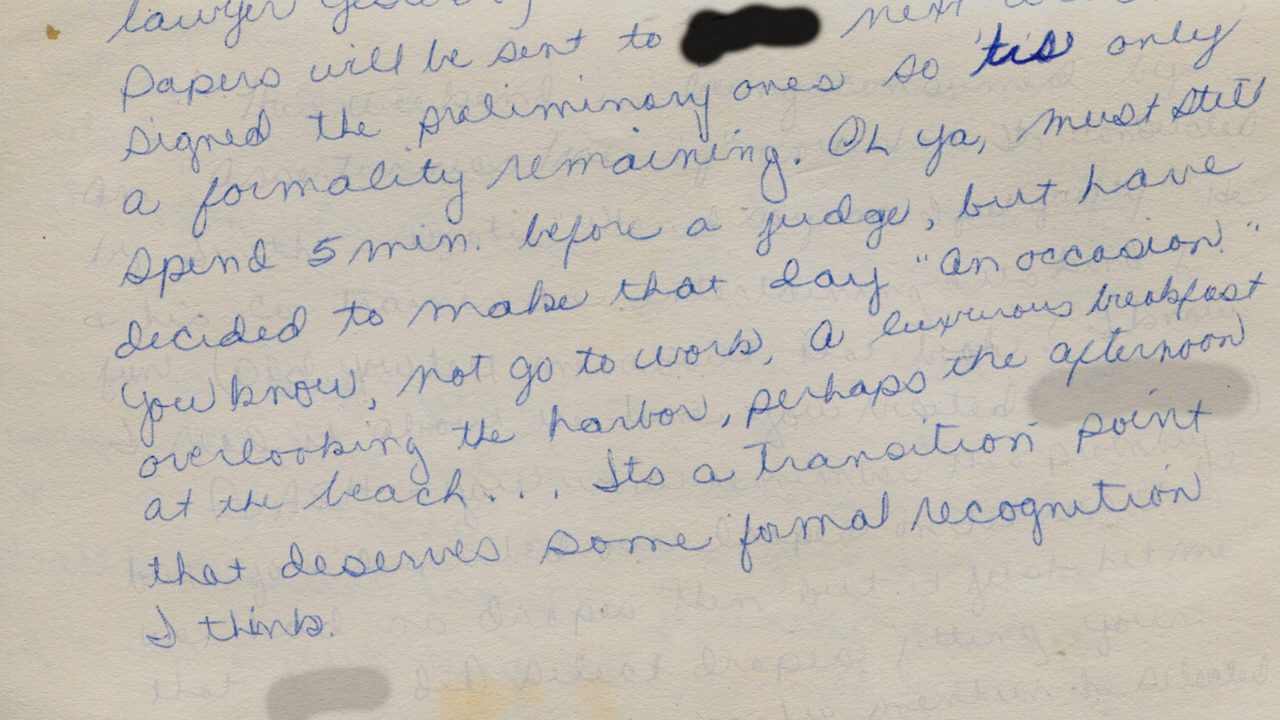 lawyer yesterday
Papers will be sent to next
signed the preliminary ones so 'tis only
a formality remaining. Oh ya, must still
spend 5 min. before a judge, but have
decided to make that day "an occasion."
You know, not go to work, a luxurious breakfast
overlooking the harbor, perhaps the afternoon
at the beach.... Its a transition point
that deserves some formal recognition
I think.